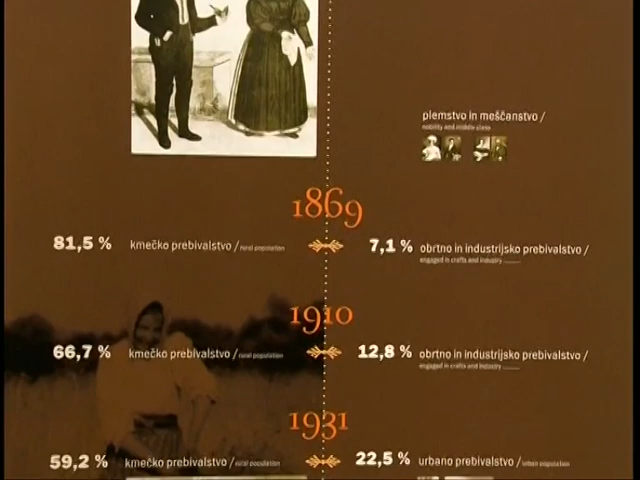 plemstvo in meščanstvo /
nobility and middle class
1869
81,5 % kmečko prebivalstvo / rural population
7,1 % obrtno in industrijsko prebivalstvo /
engaged in crafts and industry
1910
66,7 % kmečko prebivalstvo / rural population
12,8 % obrtno in industrijsko prebivalstvo /
engaged in crafts and industry
1931
59,2 % kmečko prebivalstvo / rural population
22,5 % urbano prebivalstvo / urban population